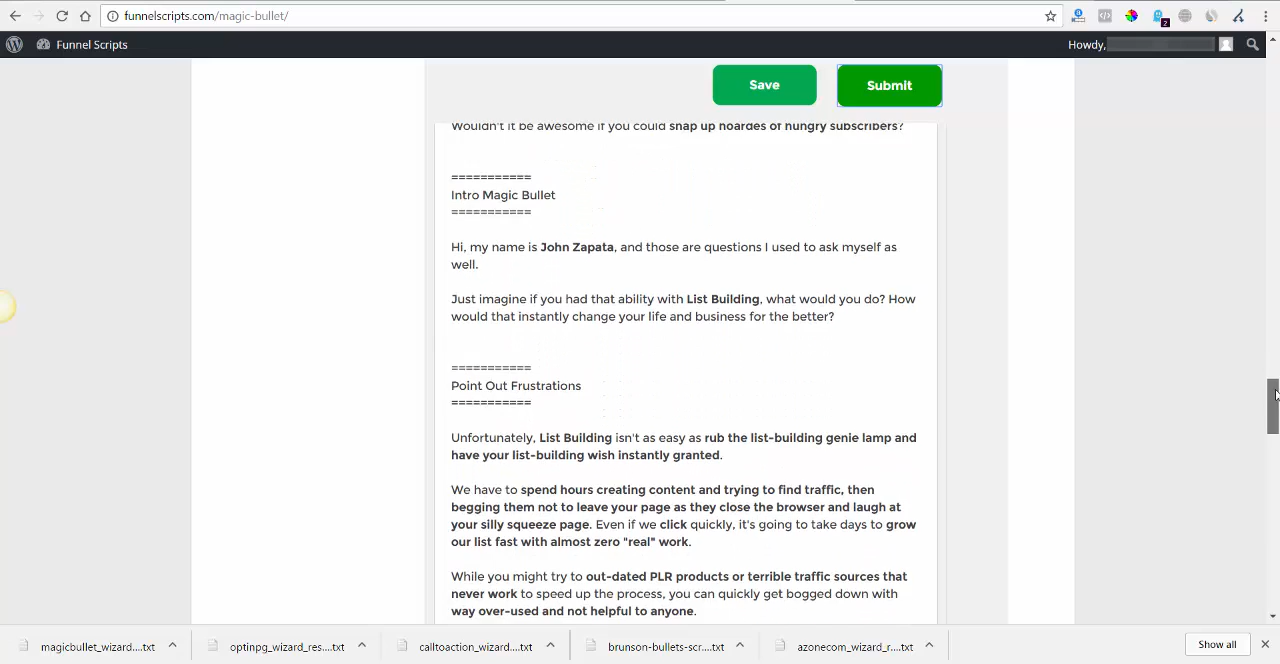 funnelscripts.com/magic-bullet/
2
Funnel Scripts
Howdy,
Save
Submit
Wouldn't it be awesome if you could snap up hoardes of hungry subscribers?
===========
Intro Magic Bullet
===========
Hi, my name is John Zapata, and those are questions I used to ask myself as
well.
Just imagine if you had that ability with List Building, what would you do? How
would that instantly change your life and business for the better?
===========
Point Out Frustrations
===========
Unfortunately, List Building isn't as easy as rub the list-building genie lamp and
have your list-building wish instantly granted.
We have to spend hours creating content and trying to find traffic, then
begging them not to leave your page as they close the browser and laugh at
your silly squeeze page. Even if we click quickly, it's going to take days to grow
our list fast with almost zero "real" work.
While you might try to out-dated PLR products or terrible traffic sources that
never work to speed up the process, you can quickly get bogged down with
way over-used and not helpful to anyone.
magicbullet_wizard....txt
optinpg_wizard_res....txt
calltoaction_wizard....txt
brunson-bullets-scr....txt
azonecom_wizard_r....txt
Show all